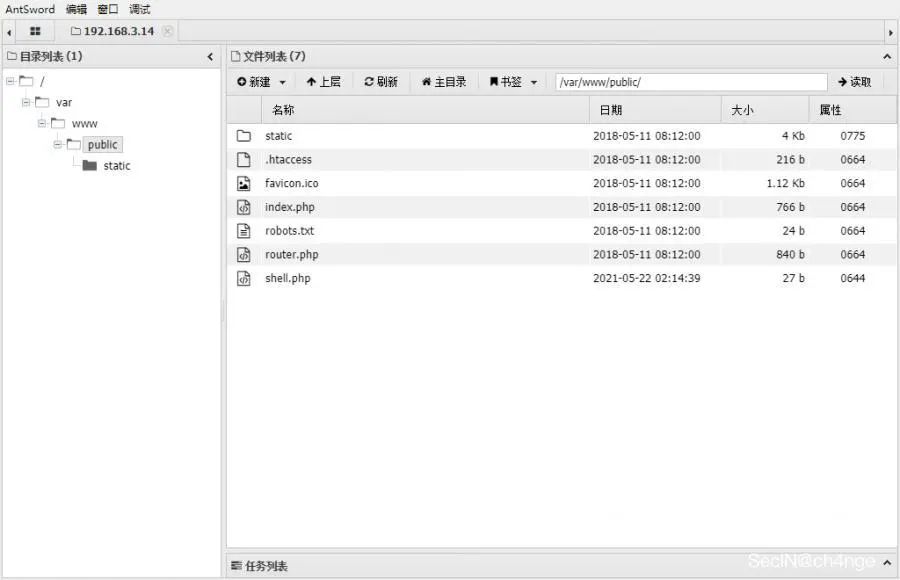 AntSword 编辑 窗口 调试
192.168.3.14
目录列表 (1)
/
var
www
public
static
文件列表 (7)
新建 上层 刷新 主目录 书签 /var/www/public/ 读取
名称 日期 大小 属性
static 2018-05-11 08:12:00 4 Kb 0775
.htaccess 2018-05-11 08:12:00 216 b 0664
favicon.ico 2018-05-11 08:12:00 1.12 Kb 0664
index.php 2018-05-11 08:12:00 766 b 0664
robots.txt 2018-05-11 08:12:00 24 b 0664
router.php 2018-05-11 08:12:00 840 b 0664
shell.php 2021-05-22 02:14:39 27 b 0644
任务列表
SecIN@ch4nge